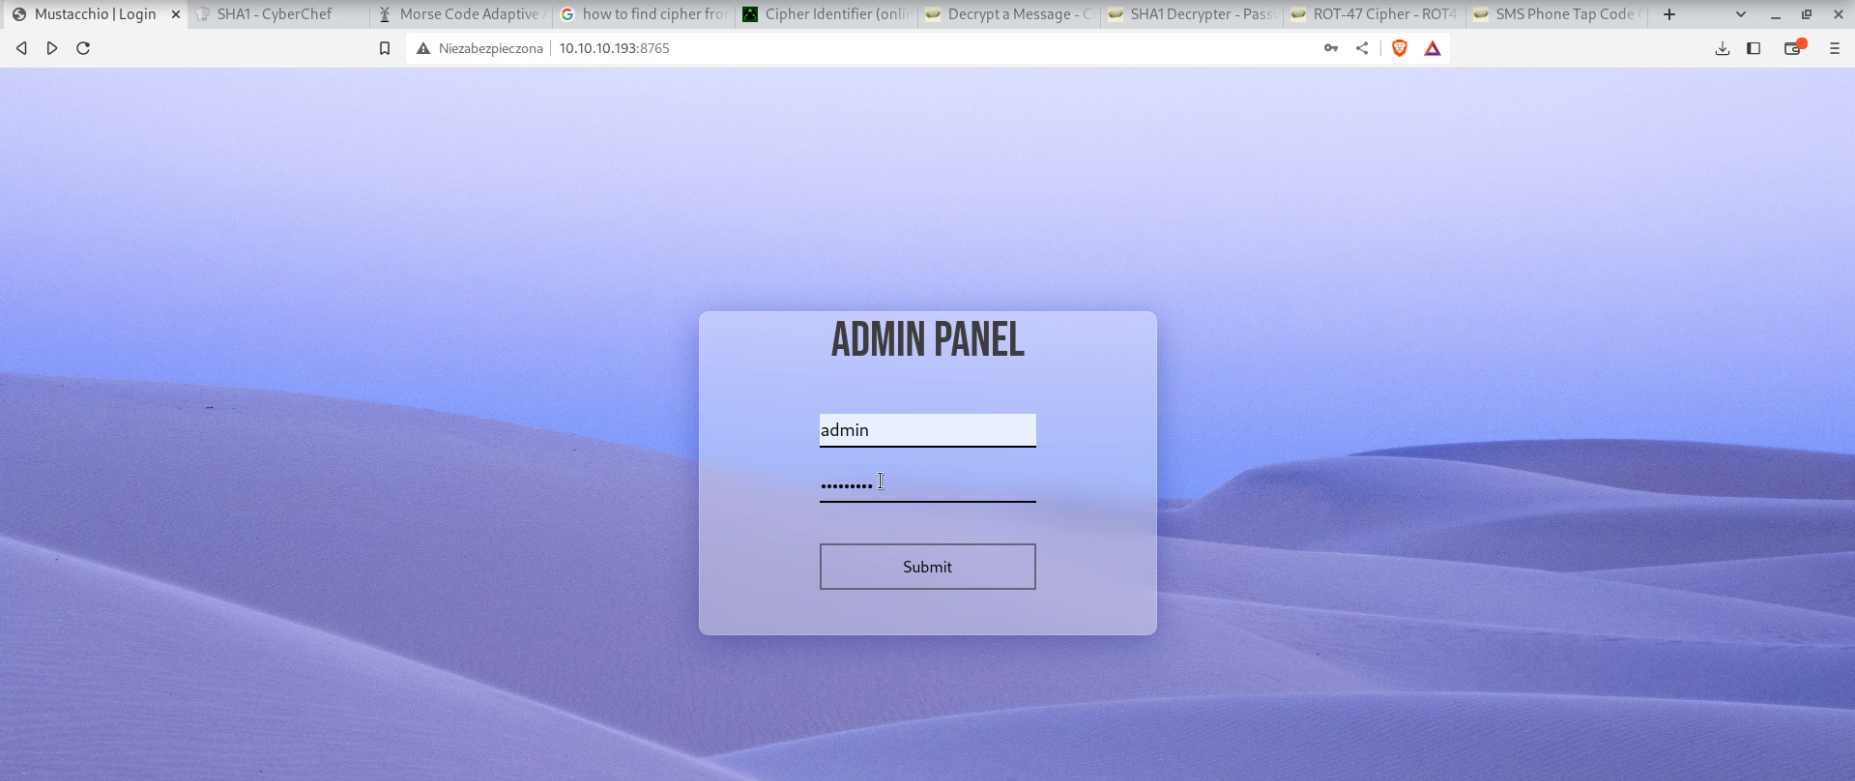 Mustacchio | Login
SHA1 - CyberChef
Morse Code Adaptive
how to find cipher fro
Cipher Identifier (onli
Decrypt a Message - C
SHA1 Decrypter - Pass
ROT-47 Cipher - ROT4
SMS Phone Tap Code
Niezabezpieczona
10.10.10.193:8765
ADMIN PANEL
admin
•••••••••
Submit